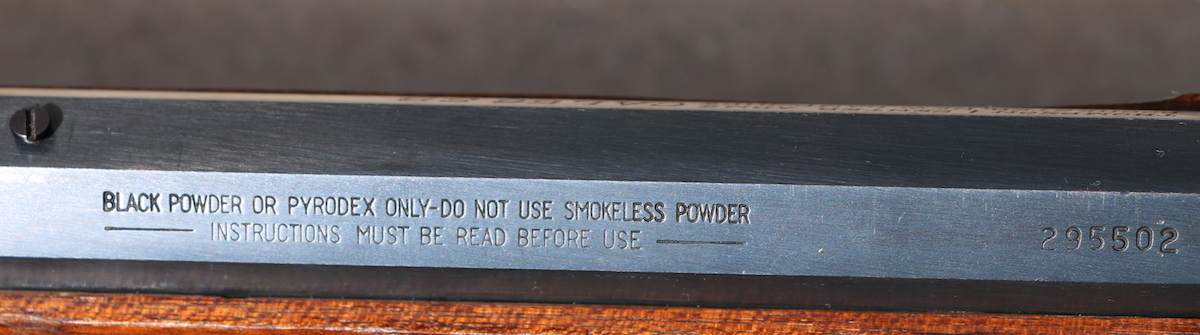 BLACK POWDER OR PYRODEX ONLY-DO NOT USE SMOKELESS POWDER
INSTRUCTIONS MUST BE READ BEFORE USE
295502